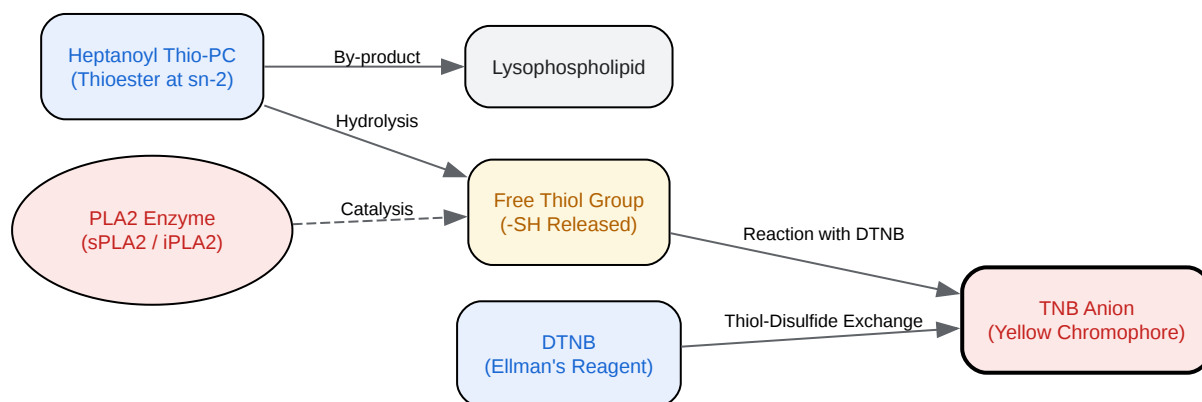 Heptanoyl Thio-PC
(Thioester at sn-2)
By-product
Lysophospholipid
Hydrolysis
PLA2 Enzyme
(sPLA2 / iPLA2)
Catalysis
Free Thiol Group
(-SH Released)
Reaction with DTNB
DTNB
(Ellman's Reagent)
Thiol-Disulfide Exchange
TNB Anion
(Yellow Chromophore)